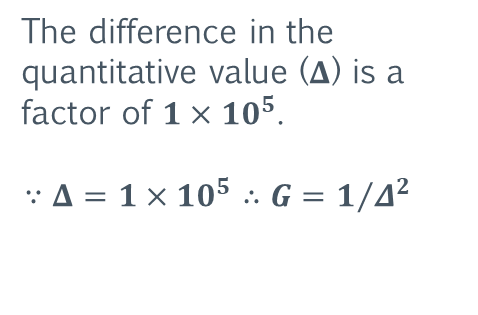 The difference in the
quantitative value (Δ) is a
factor of 1 × 10⁵.
∵ Δ = 1 × 10⁵ ∴ G = 1/Δ²